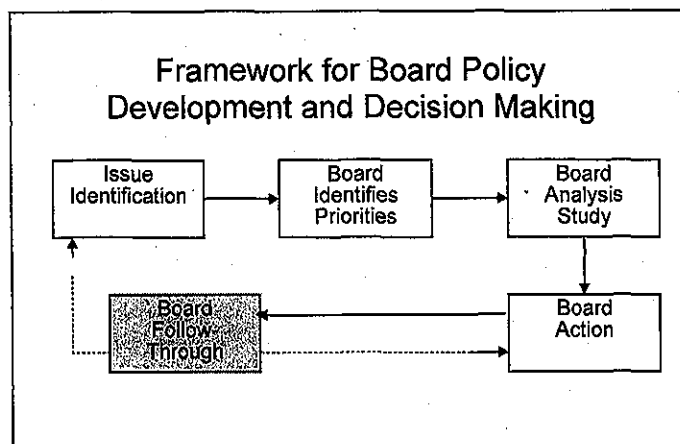 Framework for Board Policy
Development and Decision Making
Issue
Identification
Board
Identifies
Priorities
Board
Analysis
Study
Board
Follow-
Through
Board
Action